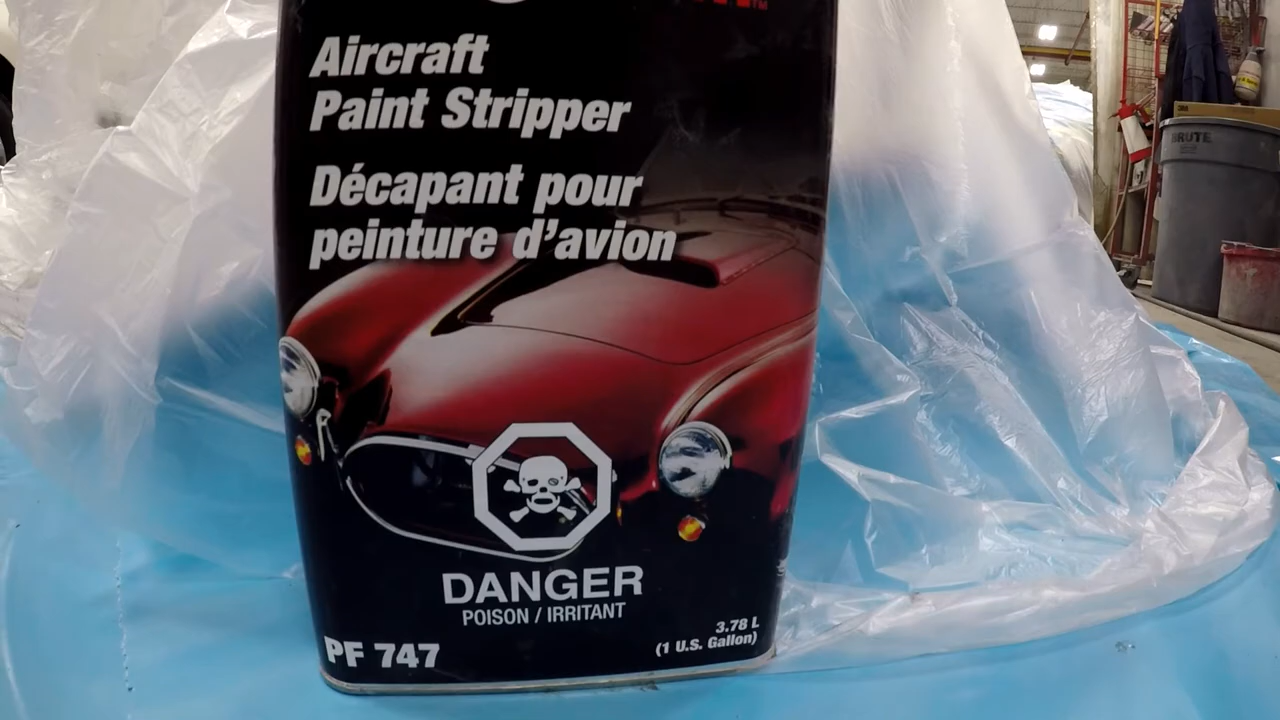 Aircraft
Paint Stripper
Décapant pour
peinture d'avion
DANGER
POISON / IRRITANT
3.78 L
(1 U.S. Gallon)
PF 747
BRUTE